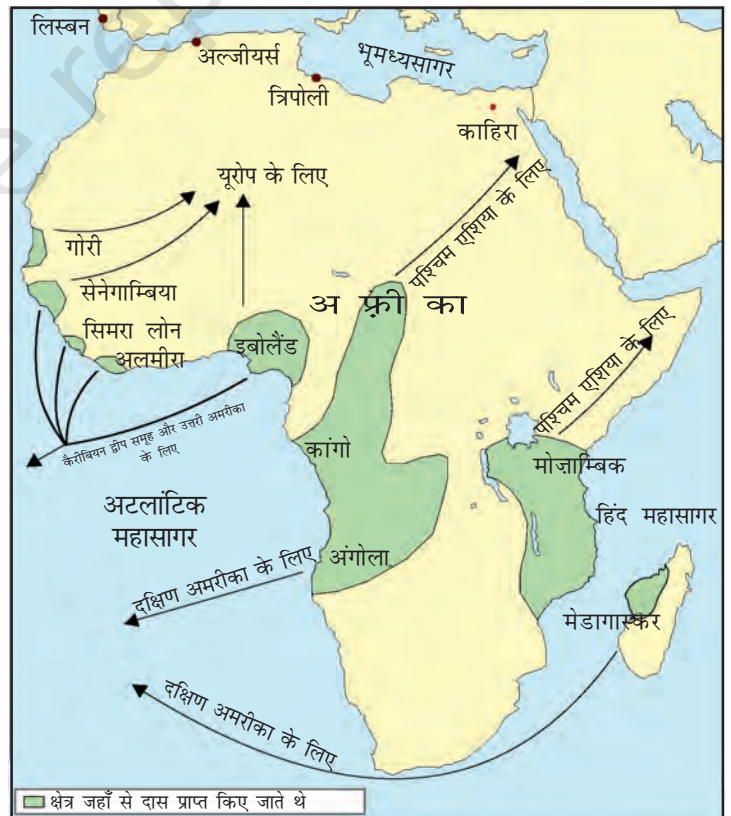 लिस्बन
अल्जीयर्स
भूमध्यसागर
त्रिपोली
काहिरा
यूरोप के लिए
पश्चिम एशिया के लिए
गोरी
सेनेगाम्बिया
अ फ़्री का
सिमरा लोन
इबोलैंड
अलमीरा
पश्चिम एशिया के लिए
कैरीबियन द्वीप समूह और उत्तरी अमरीका
के लिए
कांगो
मोज़ाम्बिक
अटलांटिक
महासागर
हिंद महासागर
अंगोला
दक्षिण अमरीका के लिए
मेडागास्कर
दक्षिण अमरीका के लिए
क्षेत्र जहाँ से दास प्राप्त किए जाते थे